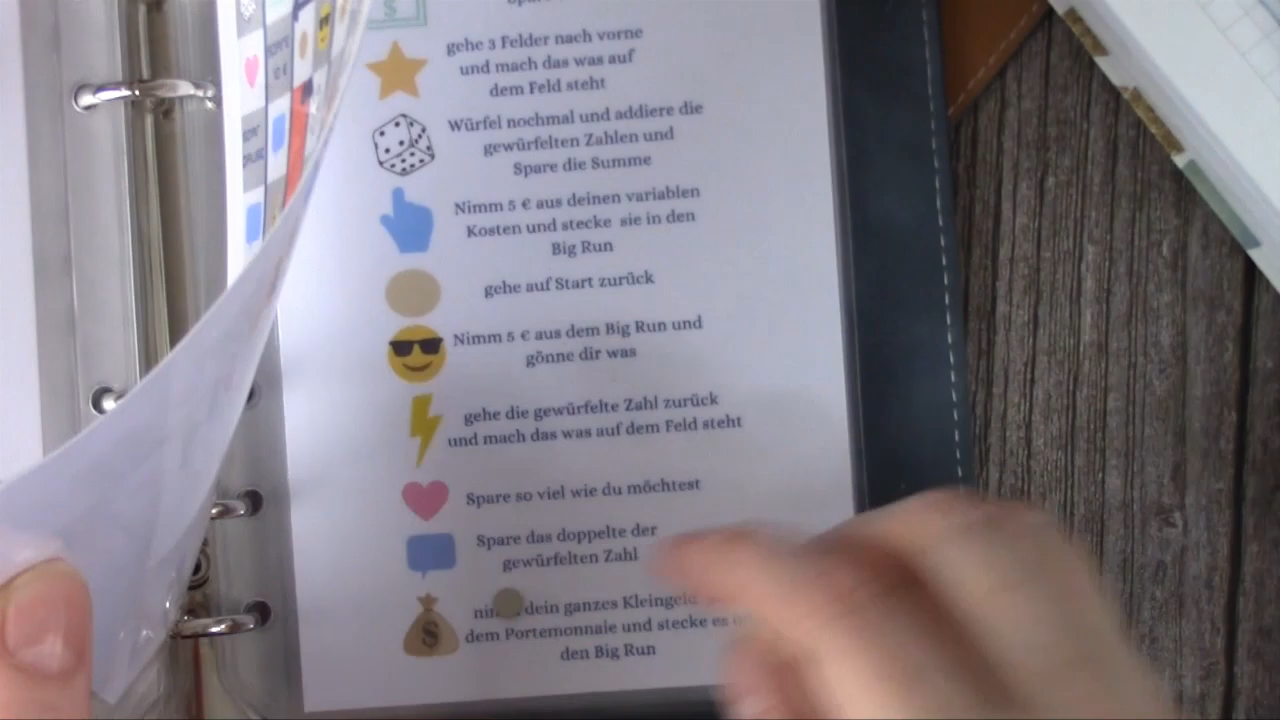 gehe 3 Felder nach vorne
und mach das was auf
dem Feld steht
Würfel nochmal und addiere die
gewürfelten Zahlen und
Spare die Summe
Nimm 5 € aus deinen variablen
Kosten und stecke sie in den
Big Run
gehe auf Start zurück
Nimm 5 € aus dem Big Run und
gönne dir was
gehe die gewürfelte Zahl zurück
und mach das was auf dem Feld steht
Spare so viel wie du möchtest
Spare das doppelte der
gewürfelten Zahl
dein ganzes
dem Portemonnaie und stecke es
den Big Run